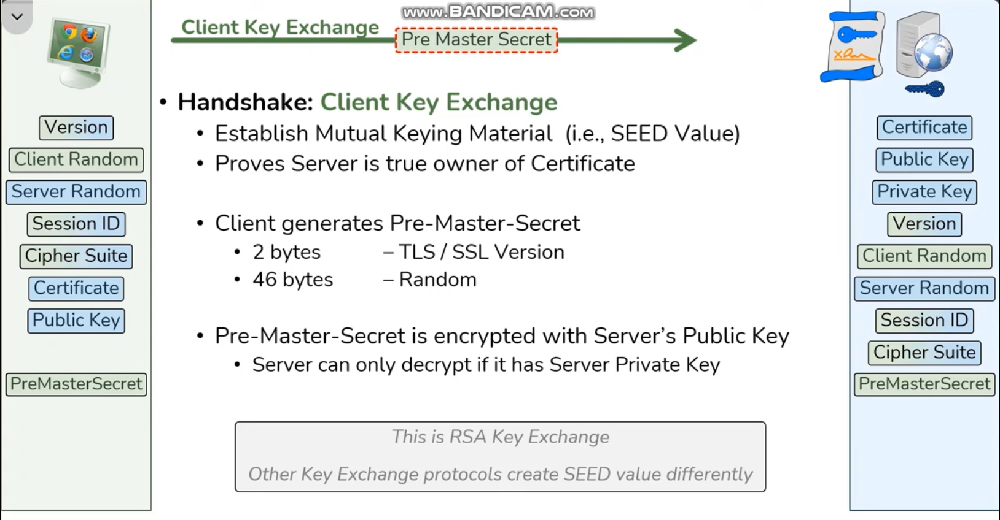 www.BANDICAM.com
Client Key Exchange
Pre Master Secret
• Handshake: Client Key Exchange
• Establish Mutual Keying Material (i.e., SEED Value)
• Proves Server is true owner of Certificate
• Client generates Pre-Master-Secret
• 2 bytes – TLS / SSL Version
• 46 bytes – Random
• Pre-Master-Secret is encrypted with Server’s Public Key
• Server can only decrypt if it has Server Private Key
This is RSA Key Exchange
Other Key Exchange protocols create SEED value differently
Version
Client Random
Server Random
Session ID
Cipher Suite
Certificate
Public Key
PreMasterSecret
Certificate
Public Key
Private Key
Version
Client Random
Server Random
Session ID
Cipher Suite
PreMasterSecret